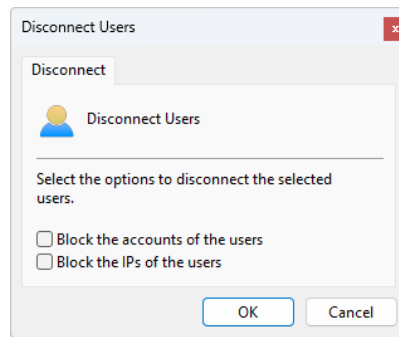 Disconnect Users
x
Disconnect
Disconnect Users
Select the options to disconnect the selected
users.
Block the accounts of the users
Block the IPs of the users
OK
Cancel